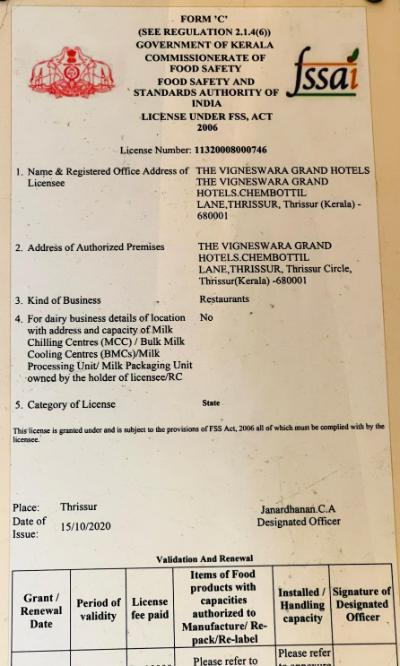 FORM 'C'
(SEE REGULATION 2.1.4(6))
GOVERNMENT OF KERALA
COMMISSIONERATE OF
FOOD SAFETY
FOOD SAFETY AND
STANDARDS AUTHORITY OF
INDIA
LICENSE UNDER FSS, ACT
2006
fssai
License Number: 11320008000746
1. Name & Registered Office Address of
Licensee
THE VIGNESWARA GRAND HOTELS
THE VIGNESWARA GRAND
HOTELS.CHEMBOTTIL
LANE,THRISSUR, Thrissur (Kerala) -
680001
2. Address of Authorized Premises
THE VIGNESWARA GRAND
HOTELS.CHEMBOTTIL
LANE,THRISSUR, Thrissur Circle,
Thrissur(Kerala) -680001
3. Kind of Business
Restaurants
4. For dairy business details of location
with address and capacity of Milk
Chilling Centres (MCC) / Bulk Milk
Cooling Centres (BMCs)/Milk
Processing Unit/ Milk Packaging Unit
owned by the holder of licensee/RC
No
5. Category of License
State
This license is granted under and is subject to the provisions of FSS Act, 2006 all of which must be complied with by the
licensee.
Place: Thrissur
Date of
Issue:
15/10/2020
Janardhanan.C.A
Designated Officer
Validation And Renewal
Grant /
Renewal
Date
Period of
validity
License
fee paid
Items of Food
products with
capacities
authorized to
Manufacture/ Re-
pack/Re-label
Installed /
Handling
capacity
Signature of
Designated
Officer
Please refer to
Please refer